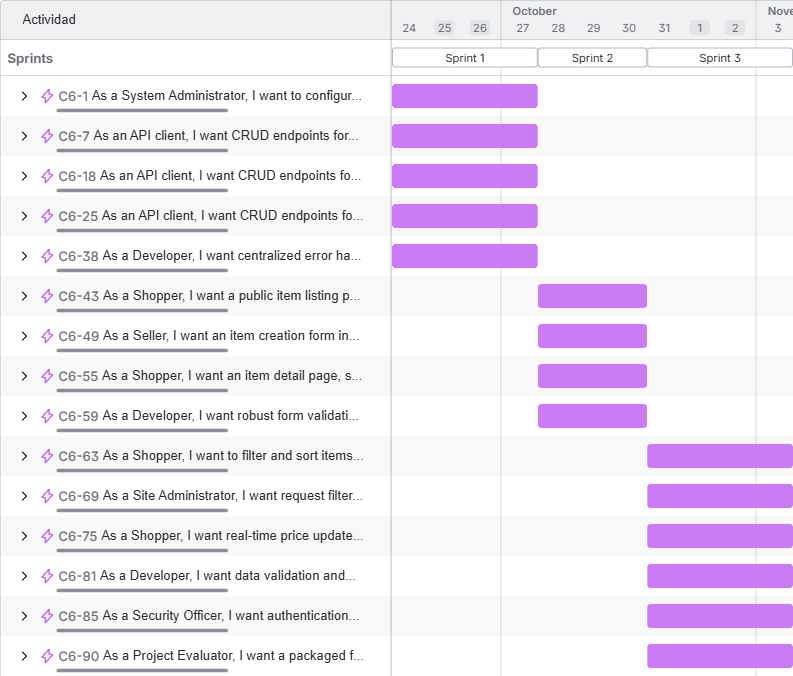 Actividad
October
Nove
24 25 26 27 28 29 30 31 1 2 3
Sprints
Sprint 1 Sprint 2 Sprint 3
C6-1 As a System Administrator, I want to configur...
C6-7 As an API client, I want CRUD endpoints for...
C6-18 As an API client, I want CRUD endpoints fo...
C6-25 As an API client, I want CRUD endpoints fo...
C6-38 As a Developer, I want centralized error ha...
C6-43 As a Shopper, I want a public item listing p...
C6-49 As a Seller, I want an item creation form in...
C6-55 As a Shopper, I want an item detail page, s...
C6-59 As a Developer, I want robust form validati...
C6-63 As a Shopper, I want to filter and sort items...
C6-69 As a Site Administrator, I want request filter...
C6-75 As a Shopper, I want real-time price update...
C6-81 As a Developer, I want data validation and...
C6-85 As a Security Officer, I want authentication...
C6-90 As a Project Evaluator, I want a packaged f...